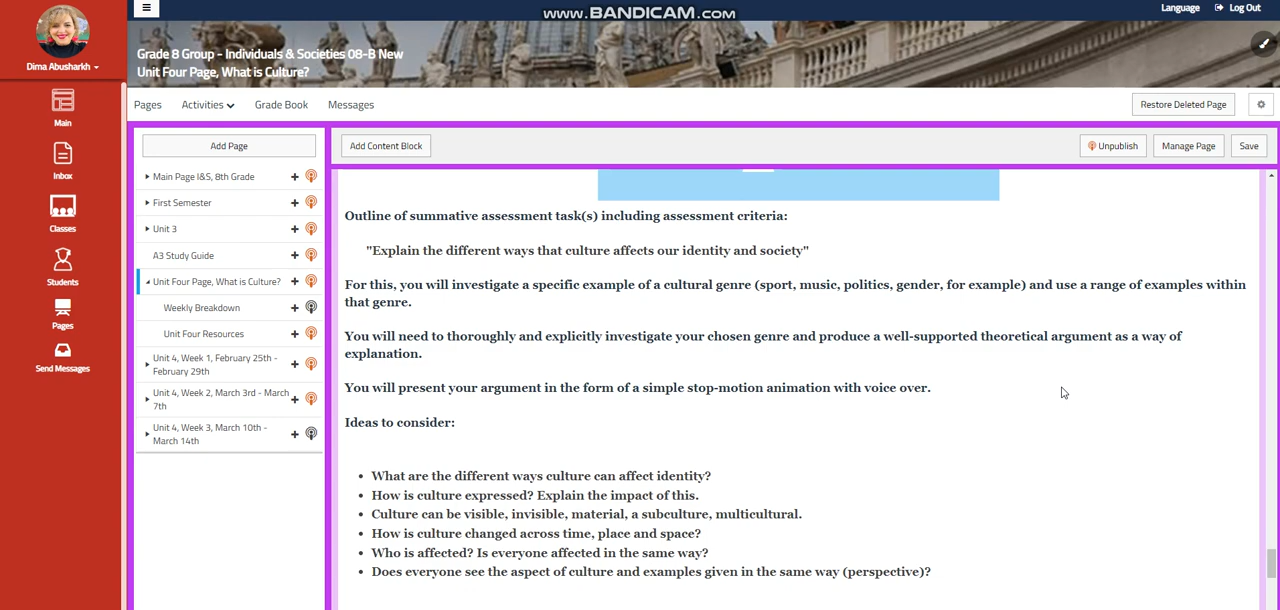 www.BANDICAM.com
Language
Log Out
Dima Abusharkh
Grade 8 Group - Individuals & Societies 08-B New
Unit Four Page, What is Culture?
Pages
Activities
Grade Book
Messages
Restore Deleted Page
Main
Inbox
Classes
Students
Pages
Send Messages
Add Page
Main Page I&S, 8th Grade
First Semester
Unit 3
A3 Study Guide
Unit Four Page, What is Culture?
Weekly Breakdown
Unit Four Resources
Unit 4, Week 1, February 25th -
February 29th
Unit 4, Week 2, March 3rd - March
7th
Unit 4, Week 3, March 10th -
March 14th
Add Content Block
Unpublish
Manage Page
Save
Outline of summative assessment task(s) including assessment criteria:
"Explain the different ways that culture affects our identity and society"
For this, you will investigate a specific example of a cultural genre (sport, music, politics, gender, for example) and use a range of examples within
that genre.
You will need to thoroughly and explicitly investigate your chosen genre and produce a well-supported theoretical argument as a way of
explanation.
You will present your argument in the form of a simple stop-motion animation with voice over.
Ideas to consider:
• What are the different ways culture can affect identity?
• How is culture expressed? Explain the impact of this.
• Culture can be visible, invisible, material, a subculture, multicultural.
• How is culture changed across time, place and space?
• Who is affected? Is everyone affected in the same way?
• Does everyone see the aspect of culture and examples given in the same way (perspective)?